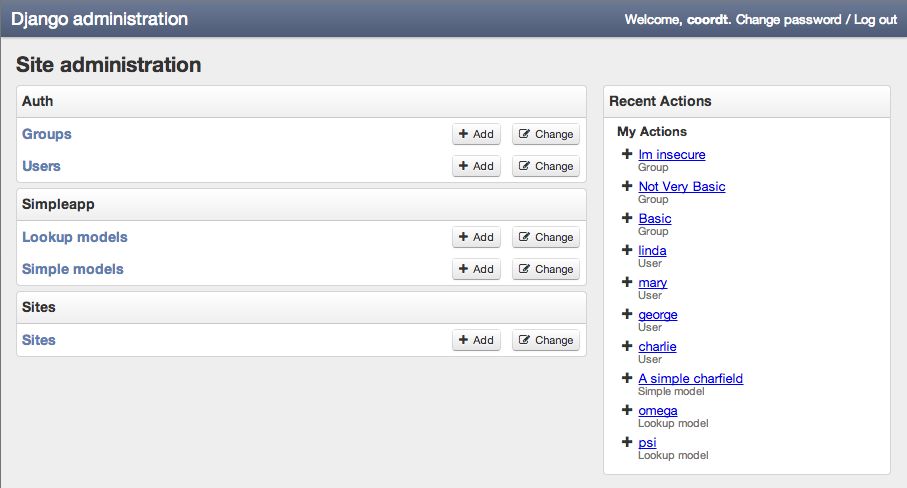 Django administration
Welcome, coordt. Change password / Log out
Site administration
Auth
Groups Add Change
Users Add Change
Simpleapp
Lookup models Add Change
Simple models Add Change
Sites
Sites Add Change
Recent Actions
My Actions
Im insecure
Group
Not Very Basic
Group
Basic
Group
linda
User
mary
User
george
User
charlie
User
A simple charfield
Simple model
omega
Lookup model
psi
Lookup model